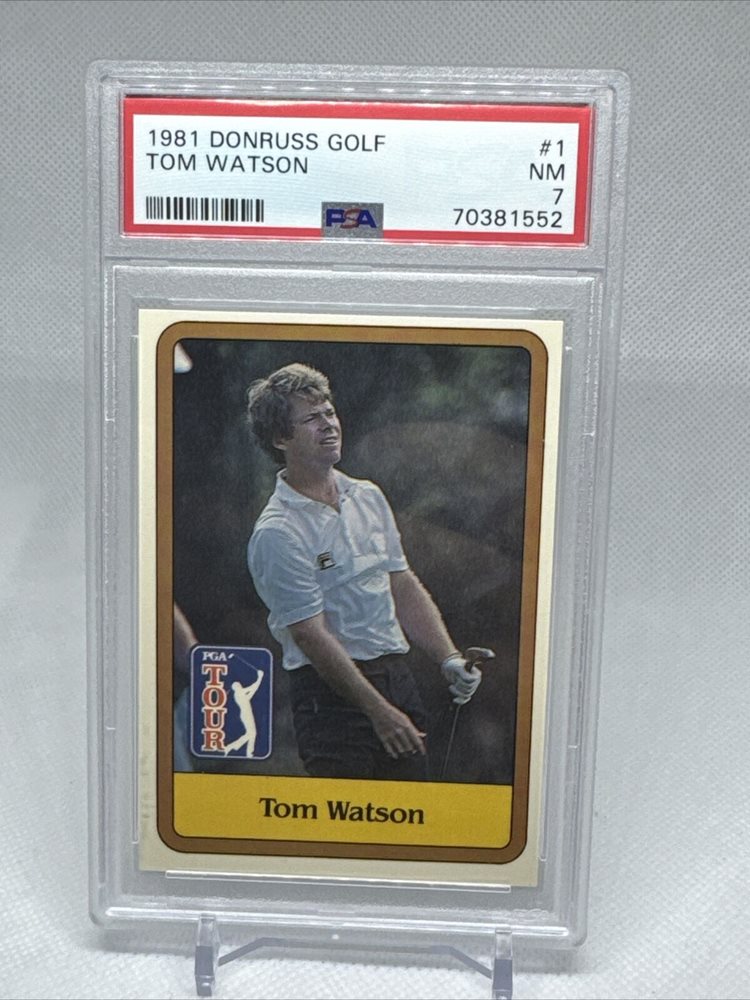 1981 DONRUSS GOLF
#1
TOM WATSON
NM
7
PSA
70381552
PGA
TOUR
Tom Watson